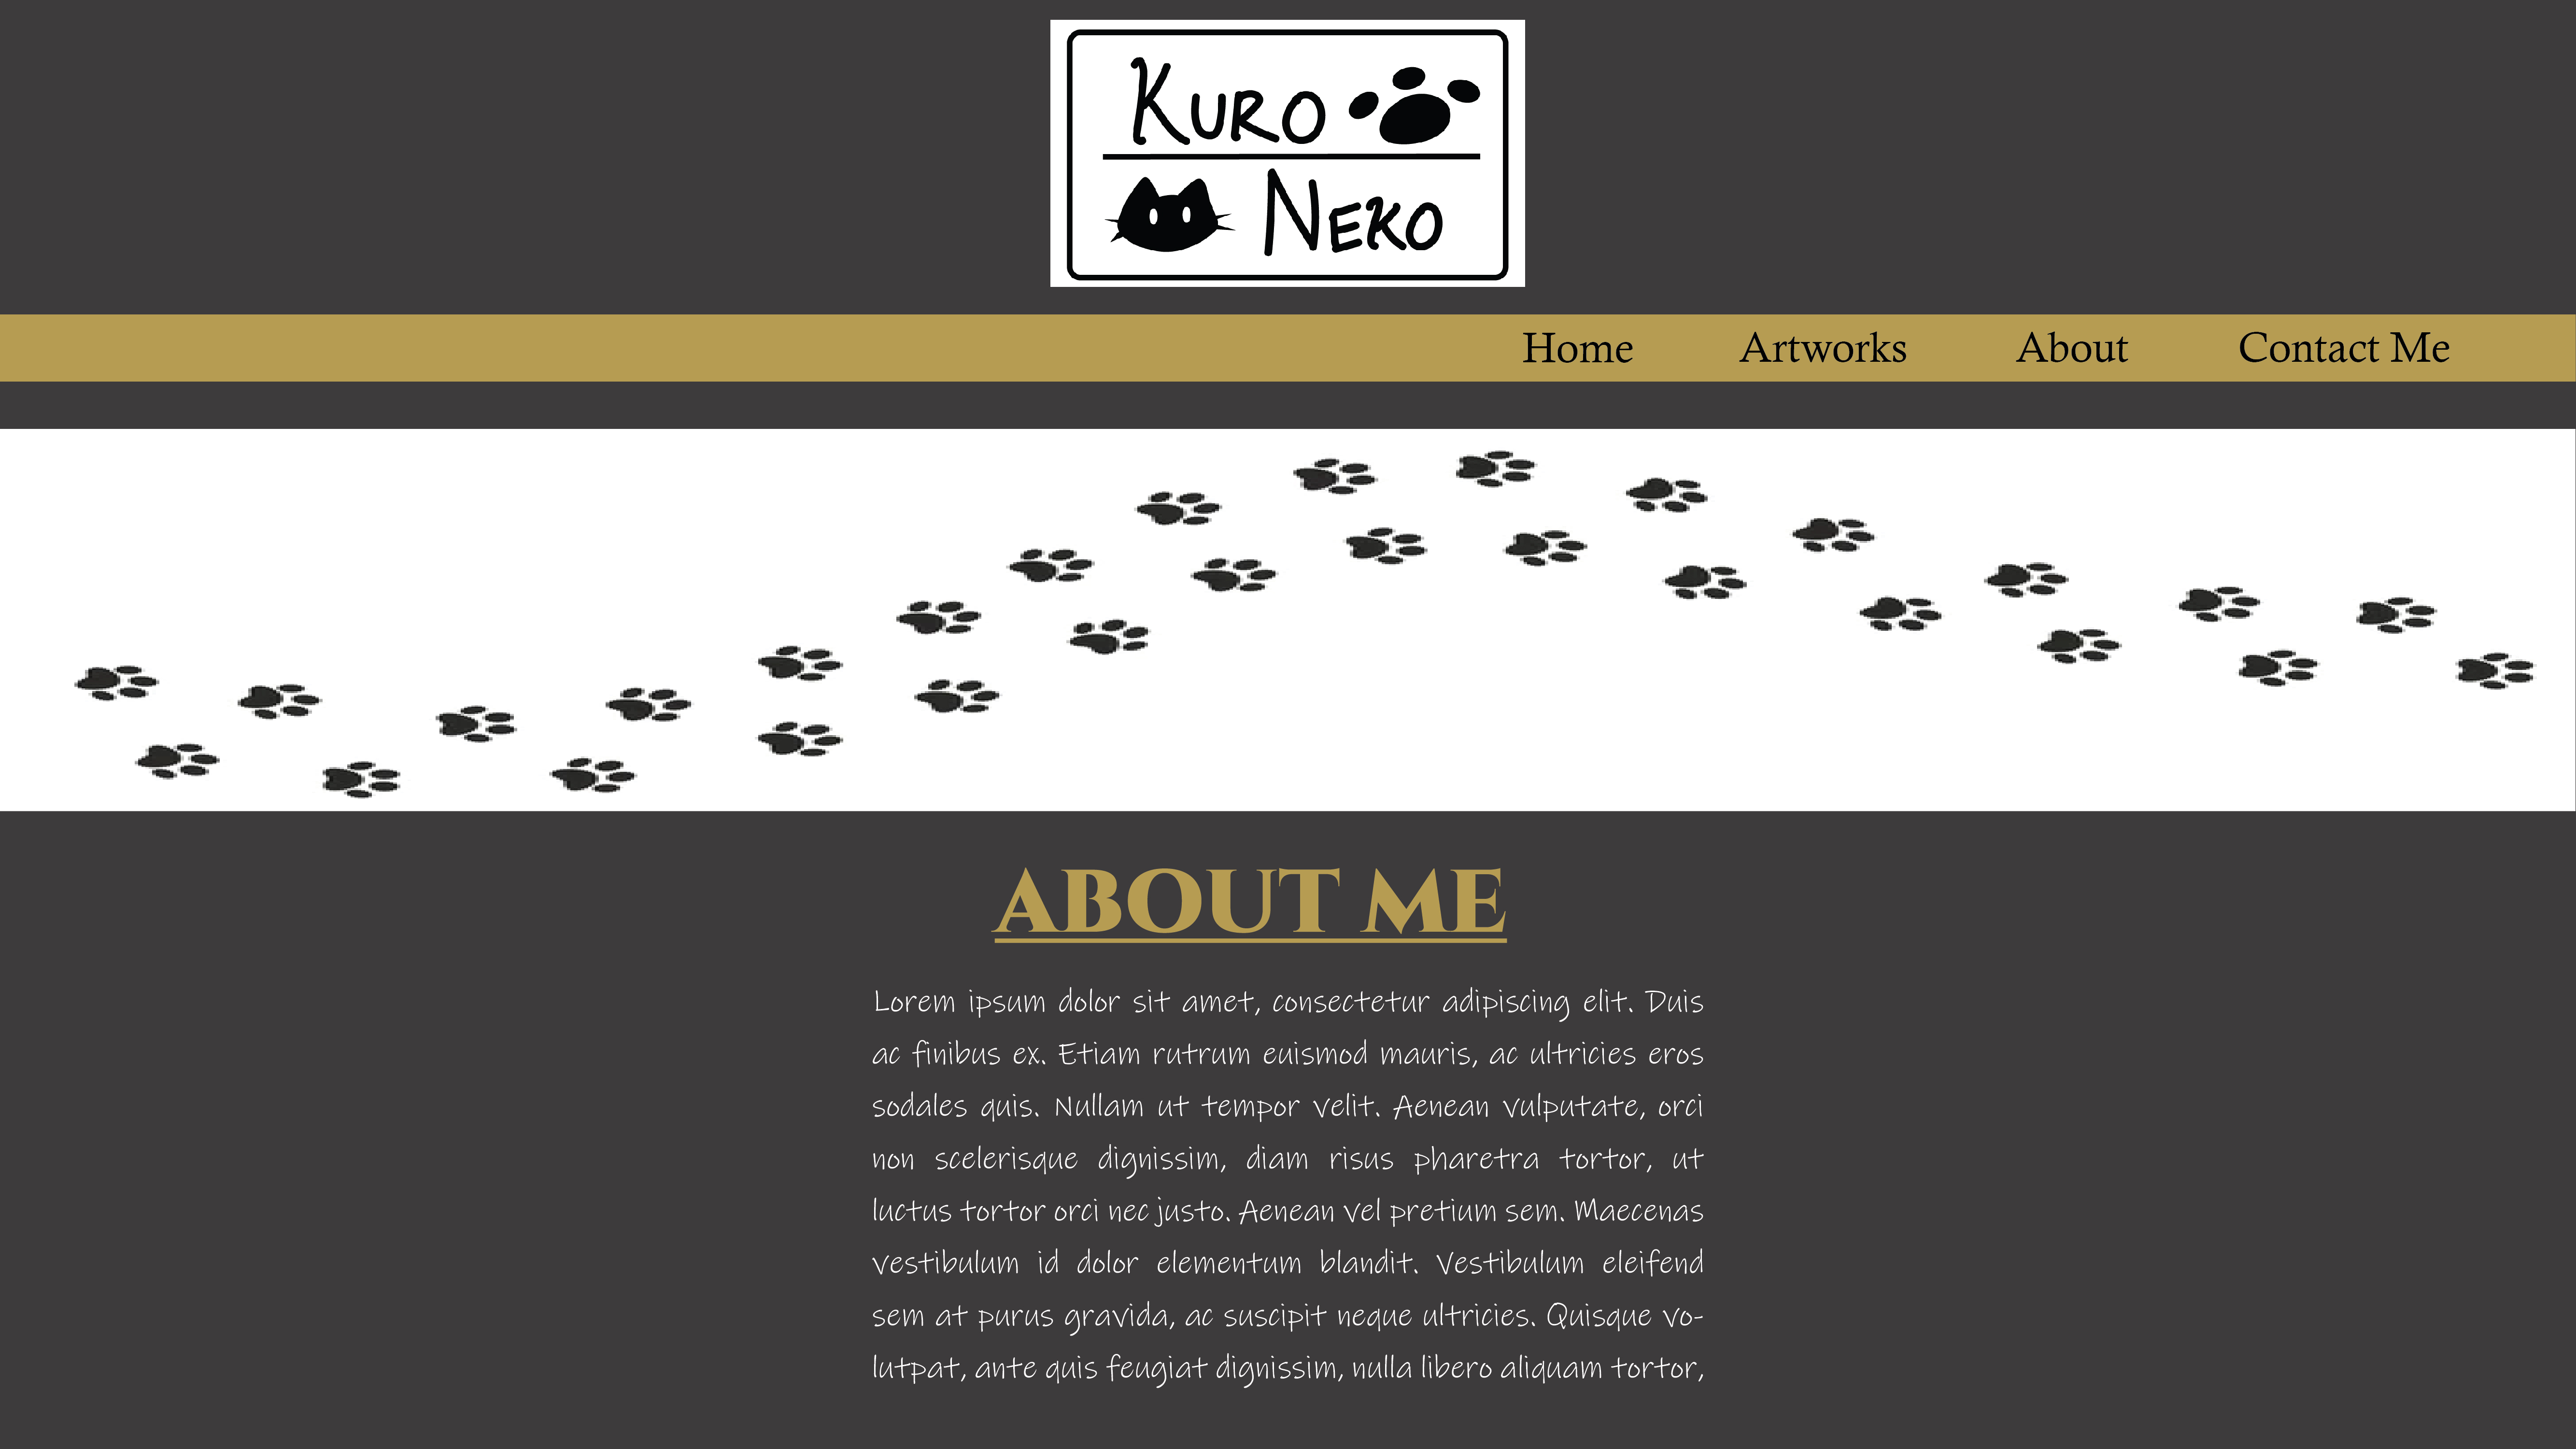 Kuro
Neko
Home Artworks About Contact Me
ABOUT ME
Lorem ipsum dolor sit amet, consectetur adipiscing elit. Duis
ac finibus ex. Etiam rutrum euismod mauris, ac ultricies eros
sodales quis. Nullam ut tempor velit. Aenean vulputate, orci
non scelerisque dignissim, diam risus pharetra tortor, ut
luctus tortor orci nec justo. Aenean vel pretium sem. Maecenas
vestibulum id dolor elementum blandit. Vestibulum eleifend
sem at purus gravida, ac suscipit neque ultricies. Quisque vo-
lutpat, ante quis feugiat dignissim, nulla libero aliquam tortor,